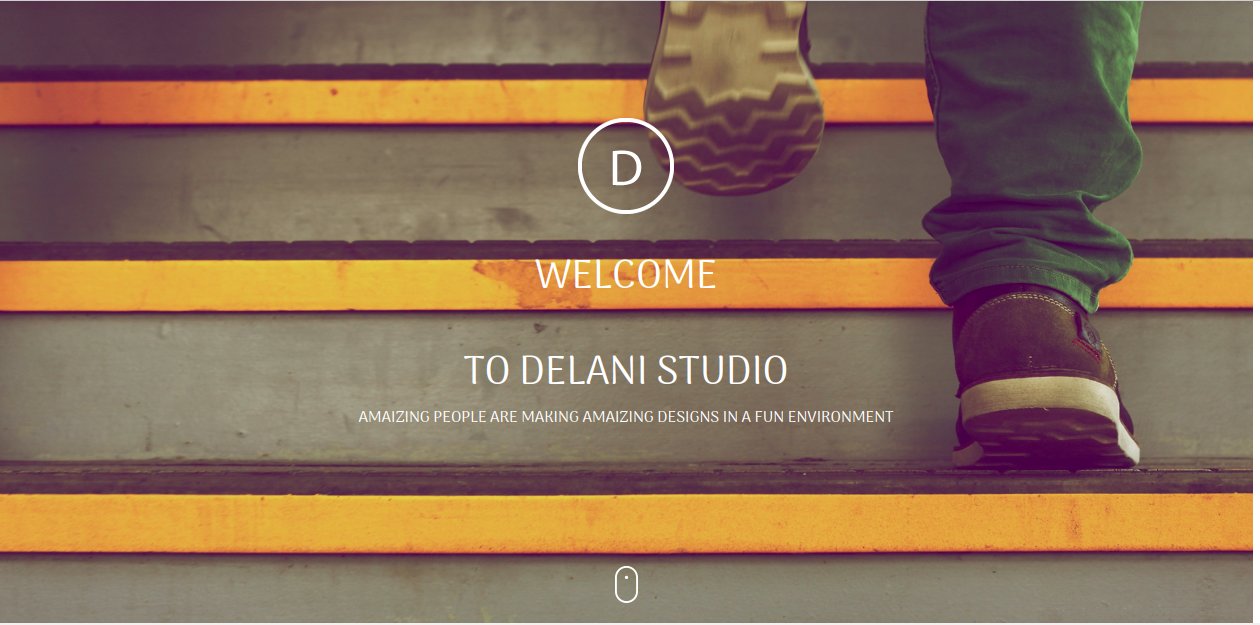 D
WELCOME
TO DELANI STUDIO
AMAIZING PEOPLE ARE MAKING AMAIZING DESIGNS IN A FUN ENVIRONMENT